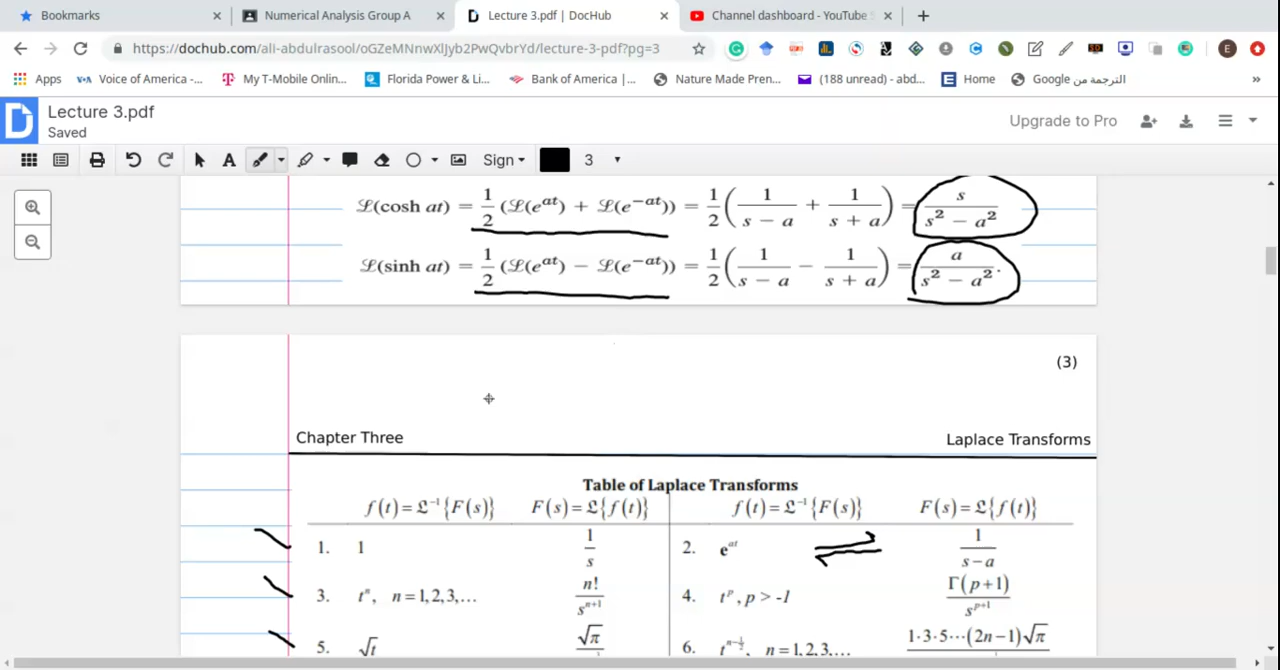 Bookmarks
Numerical Analysis Group A
Lecture 3.pdf | DocHub
Channel dashboard - YouTube
https://dochub.com/ali-abdulrasool/oGZeMNnwXlJyb2PwQvbrYd/lecture-3-pdf?pg=3
Apps
Voice of America -...
My T-Mobile Onlin...
Florida Power & Li...
Bank of America |...
Nature Made Pren...
(188 unread) - abd...
Home
الترجمة من Google
»
Lecture 3.pdf
Saved
Upgrade to Pro
A
Sign
3
ℒ(cosh at) = 1/2 (ℒ(e^{at}) + ℒ(e^{−at})) = 1/2 (1/(s − a) + 1/(s + a)) = s/(s² − a²)
ℒ(sinh at) = 1/2 (ℒ(e^{at}) − ℒ(e^{−at})) = 1/2 (1/(s − a) − 1/(s + a)) = a/(s² − a²).
(3)
Chapter Three Laplace Transforms
Table of Laplace Transforms
f(t) = 𝔏⁻¹{F(s)} F(s) = 𝔏{f(t)} f(t) = 𝔏⁻¹{F(s)} F(s) = 𝔏{f(t)}
1. 1 1/s 2. e^{at} 1/(s−a)
3. tⁿ, n = 1,2,3,… n!/s^{n+1} 4. t^p, p > -1 Γ(p+1)/s^{p+1}
5. √t √π 6. t^{n−1/2}, n = 1,2,3,… 1·3·5···(2n−1)√π